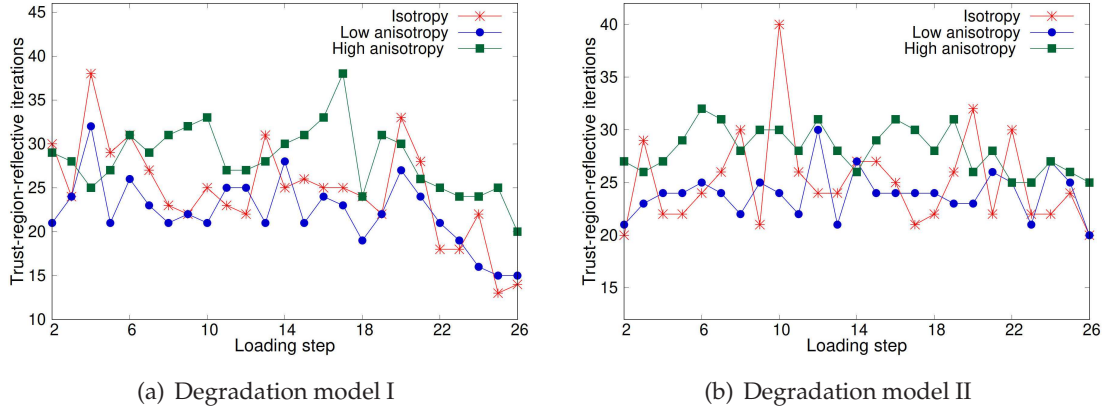 45
40
35
30
25
20
15
10
Trust-region-reflective iterations
Isotropy
Low anisotropy
High anisotropy
2 6 10 14 18 22 26
Loading step
(a) Degradation model I
40
35
30
25
20
15
Trust-region-reflective iterations
Isotropy
Low anisotropy
High anisotropy
2 6 10 14 18 22 26
Loading step
(b) Degradation model II